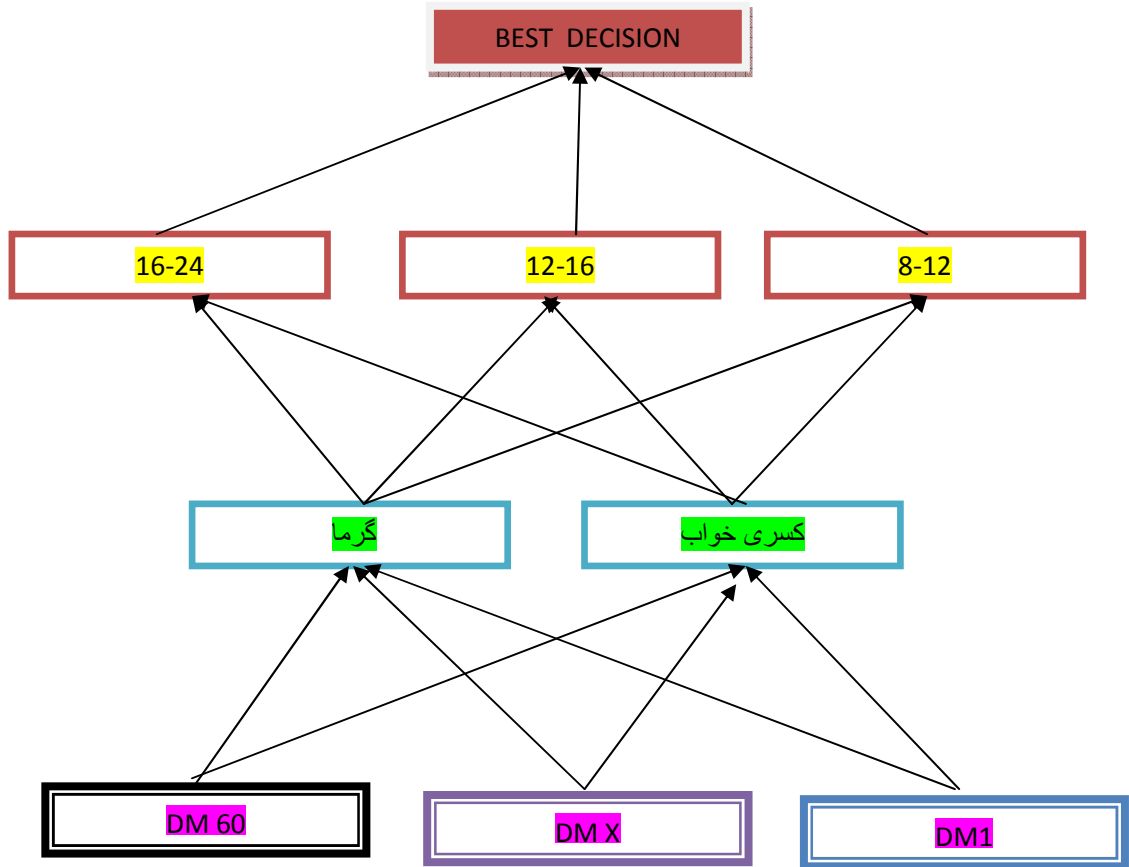 BEST DECISION
16-24
12-16
8-12
گرما
کسری خواب
DM 60
DM X
DM1